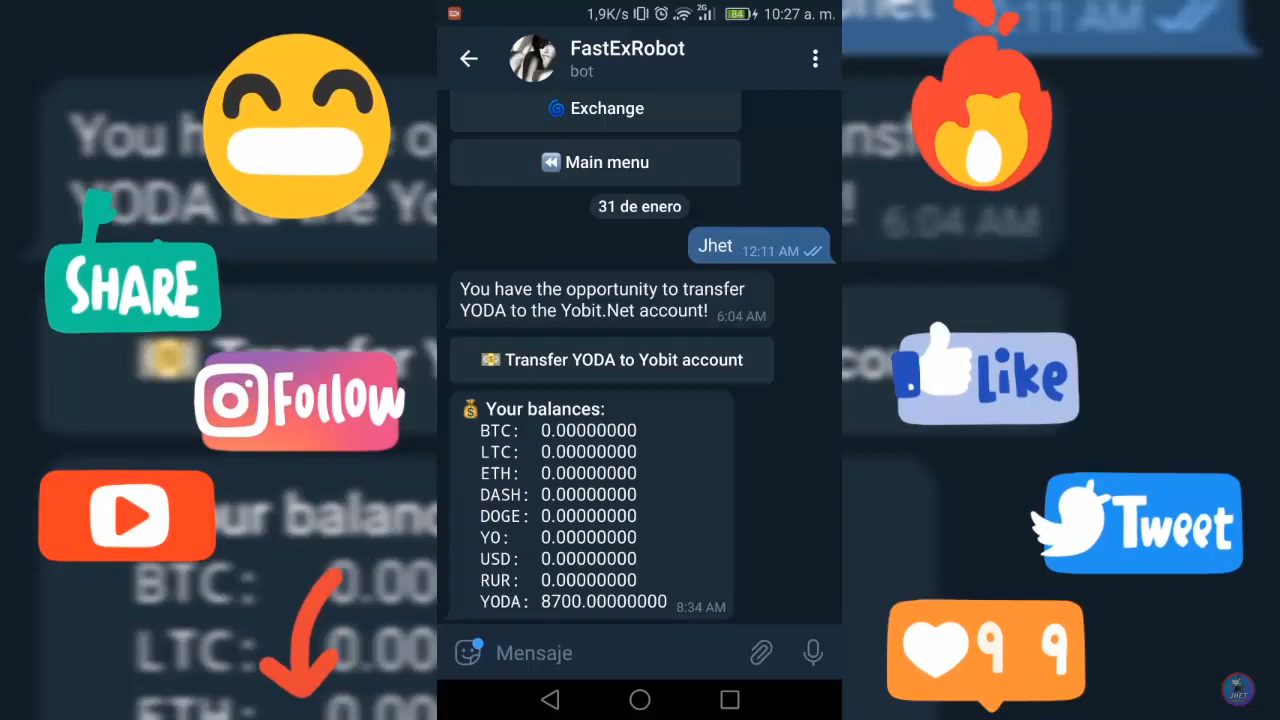 1,9K/s 2G 84 10:27 a. m.
FastExRobot
bot
Exchange
Main menu
31 de enero
Jhet 12:11 AM
You have the opportunity to transfer
YODA to the Yobit.Net account! 6:04 AM
Transfer YODA to Yobit account
Your balances:
BTC: 0.00000000
LTC: 0.00000000
ETH: 0.00000000
DASH: 0.00000000
DOGE: 0.00000000
YO: 0.00000000
USD: 0.00000000
RUR: 0.00000000
YODA: 8700.00000000 8:34 AM
Mensaje
SHARE
Follow
Like
Tweet
9 9
JHET